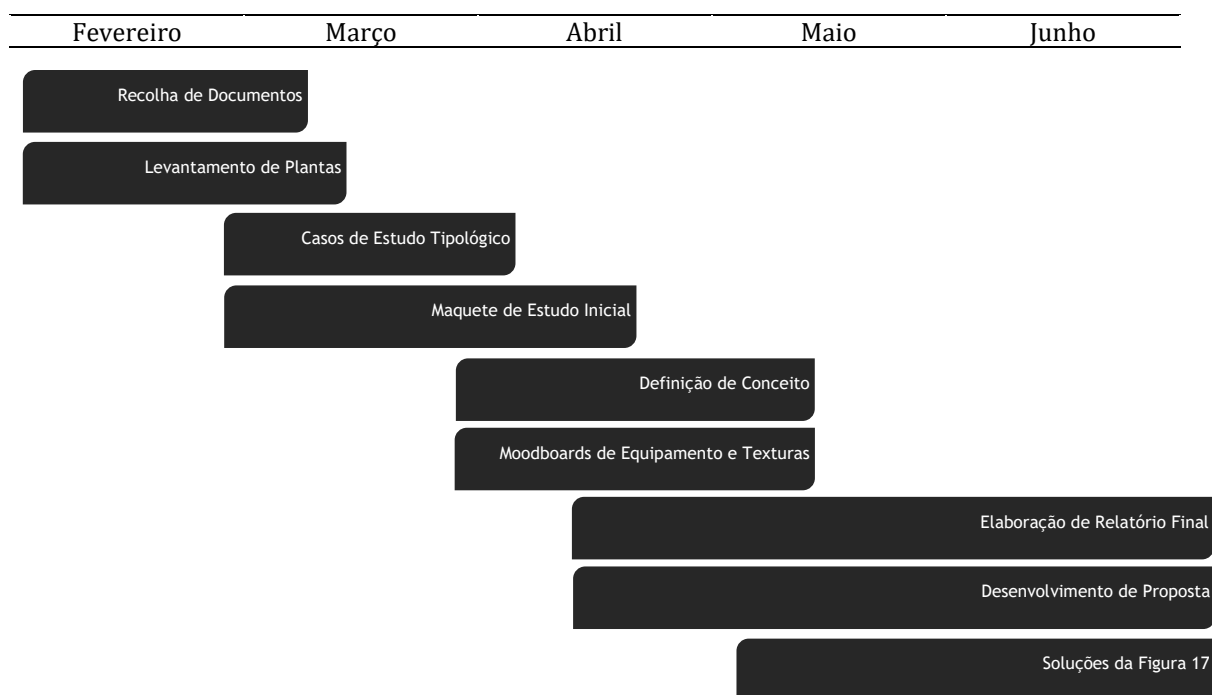 Fevereiro Março Abril Maio Junho
Recolha de Documentos
Levantamento de Plantas
Casos de Estudo Tipológico
Maquete de Estudo Inicial
Definição de Conceito
Moodboards de Equipamento e Texturas
Elaboração de Relatório Final
Desenvolvimento de Proposta
Soluções da Figura 17